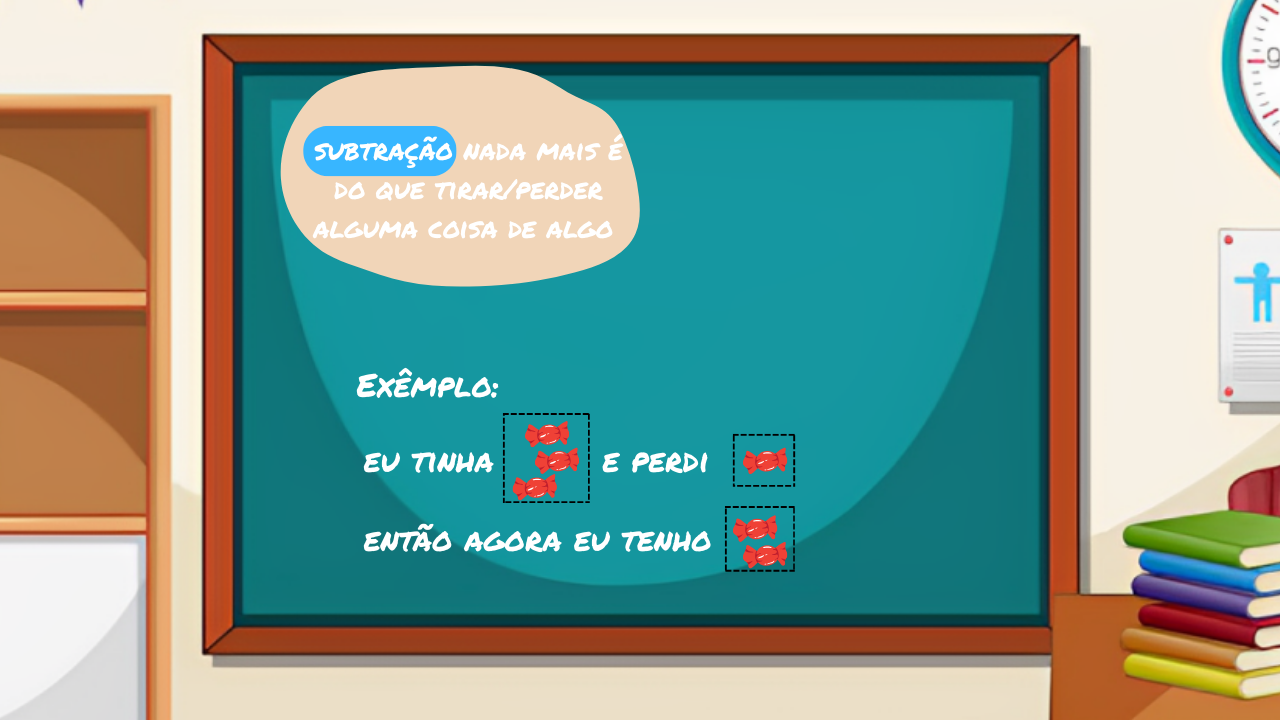 SUBTRAÇÃO NADA MAIS É
DO QUE TIRAR/PERDER
ALGUMA COISA DE ALGO
EXÊMPLO:
EU TINHA E PERDI
ENTÃO AGORA EU TENHO
9